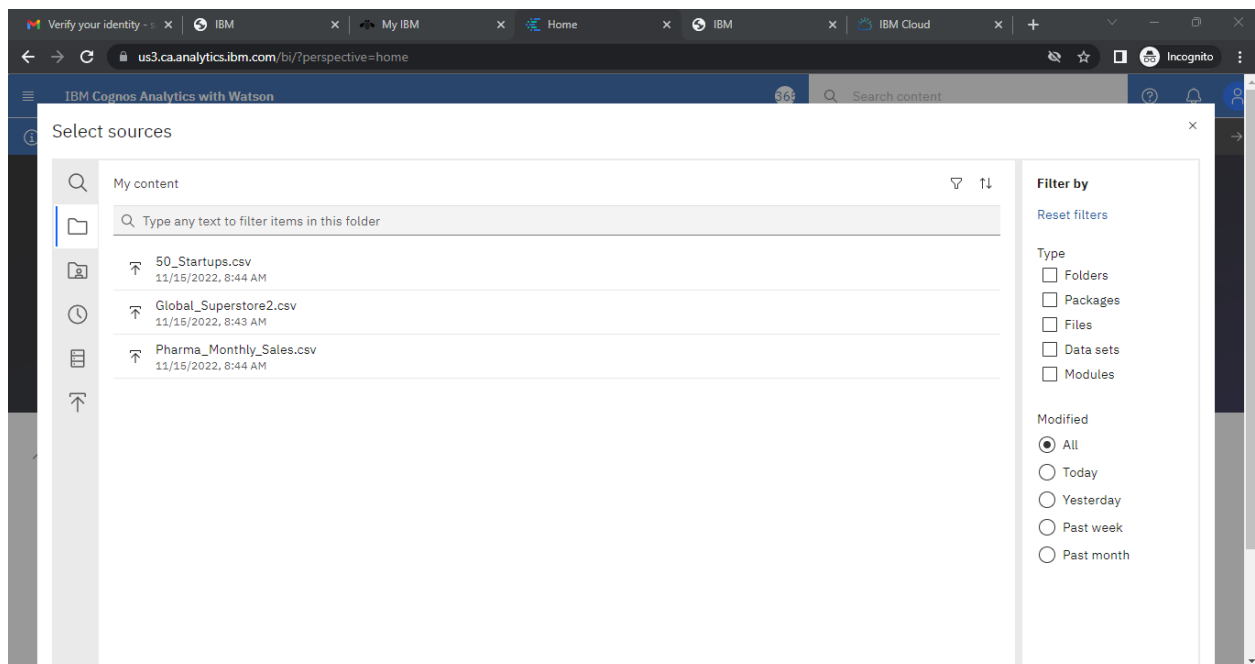 Verify your identity - s
IBM
My IBM
Home
IBM
IBM Cloud
us3.ca.analytics.ibm.com/bi/?perspective=home
Incognito
IBM Cognos Analytics with Watson
Search content
Select sources
My content
Type any text to filter items in this folder
50_Startups.csv
11/15/2022, 8:44 AM
Global_Superstore2.csv
11/15/2022, 8:43 AM
Pharma_Monthly_Sales.csv
11/15/2022, 8:44 AM
Filter by
Reset filters
Type
Folders
Packages
Files
Data sets
Modules
Modified
All
Today
Yesterday
Past week
Past month